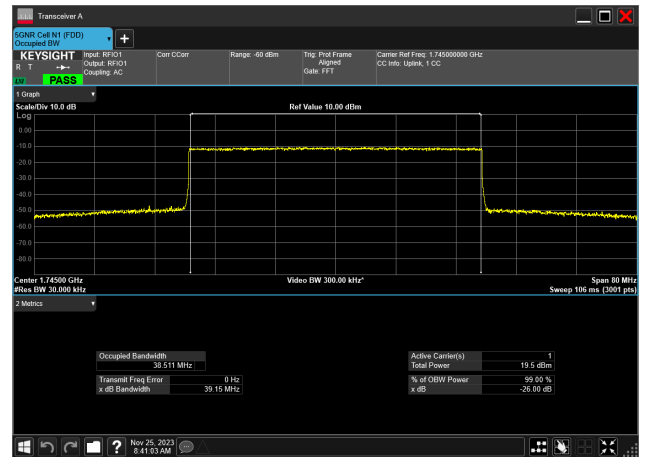 Transceiver A
5GNR Cell N1 (FDD)
Occupied BW
KEYSIGHT
R T
LNI
PASS
Input: RFIO1
Output: RFIO1
Coupling: AC
Corr CCorr
Range: -60 dBm
Trig: Prot Frame
Aligned
Gate: FFT
Carrier Ref Freq: 1.745000000 GHz
CC Info: Uplink, 1 CC
1 Graph
Scale/Div 10.0 dB
Ref Value 10.00 dBm
Log
0.00
-10.0
-20.0
-30.0
-40.0
-50.0
-60.0
-70.0
-80.0
Center 1.74500 GHz
Video BW 300.00 kHz*
Span 80 MHz
#Res BW 30.000 kHz
Sweep 106 ms (3001 pts)
2 Metrics
Occupied Bandwidth
38.511 MHz
Active Carrier(s) 1
Total Power 19.5 dBm
Transmit Freq Error 0 Hz
x dB Bandwidth 39.15 MHz
% of OBW Power 99.00 %
x dB -26.00 dB
Nov 25, 2023
8:41:03 AM